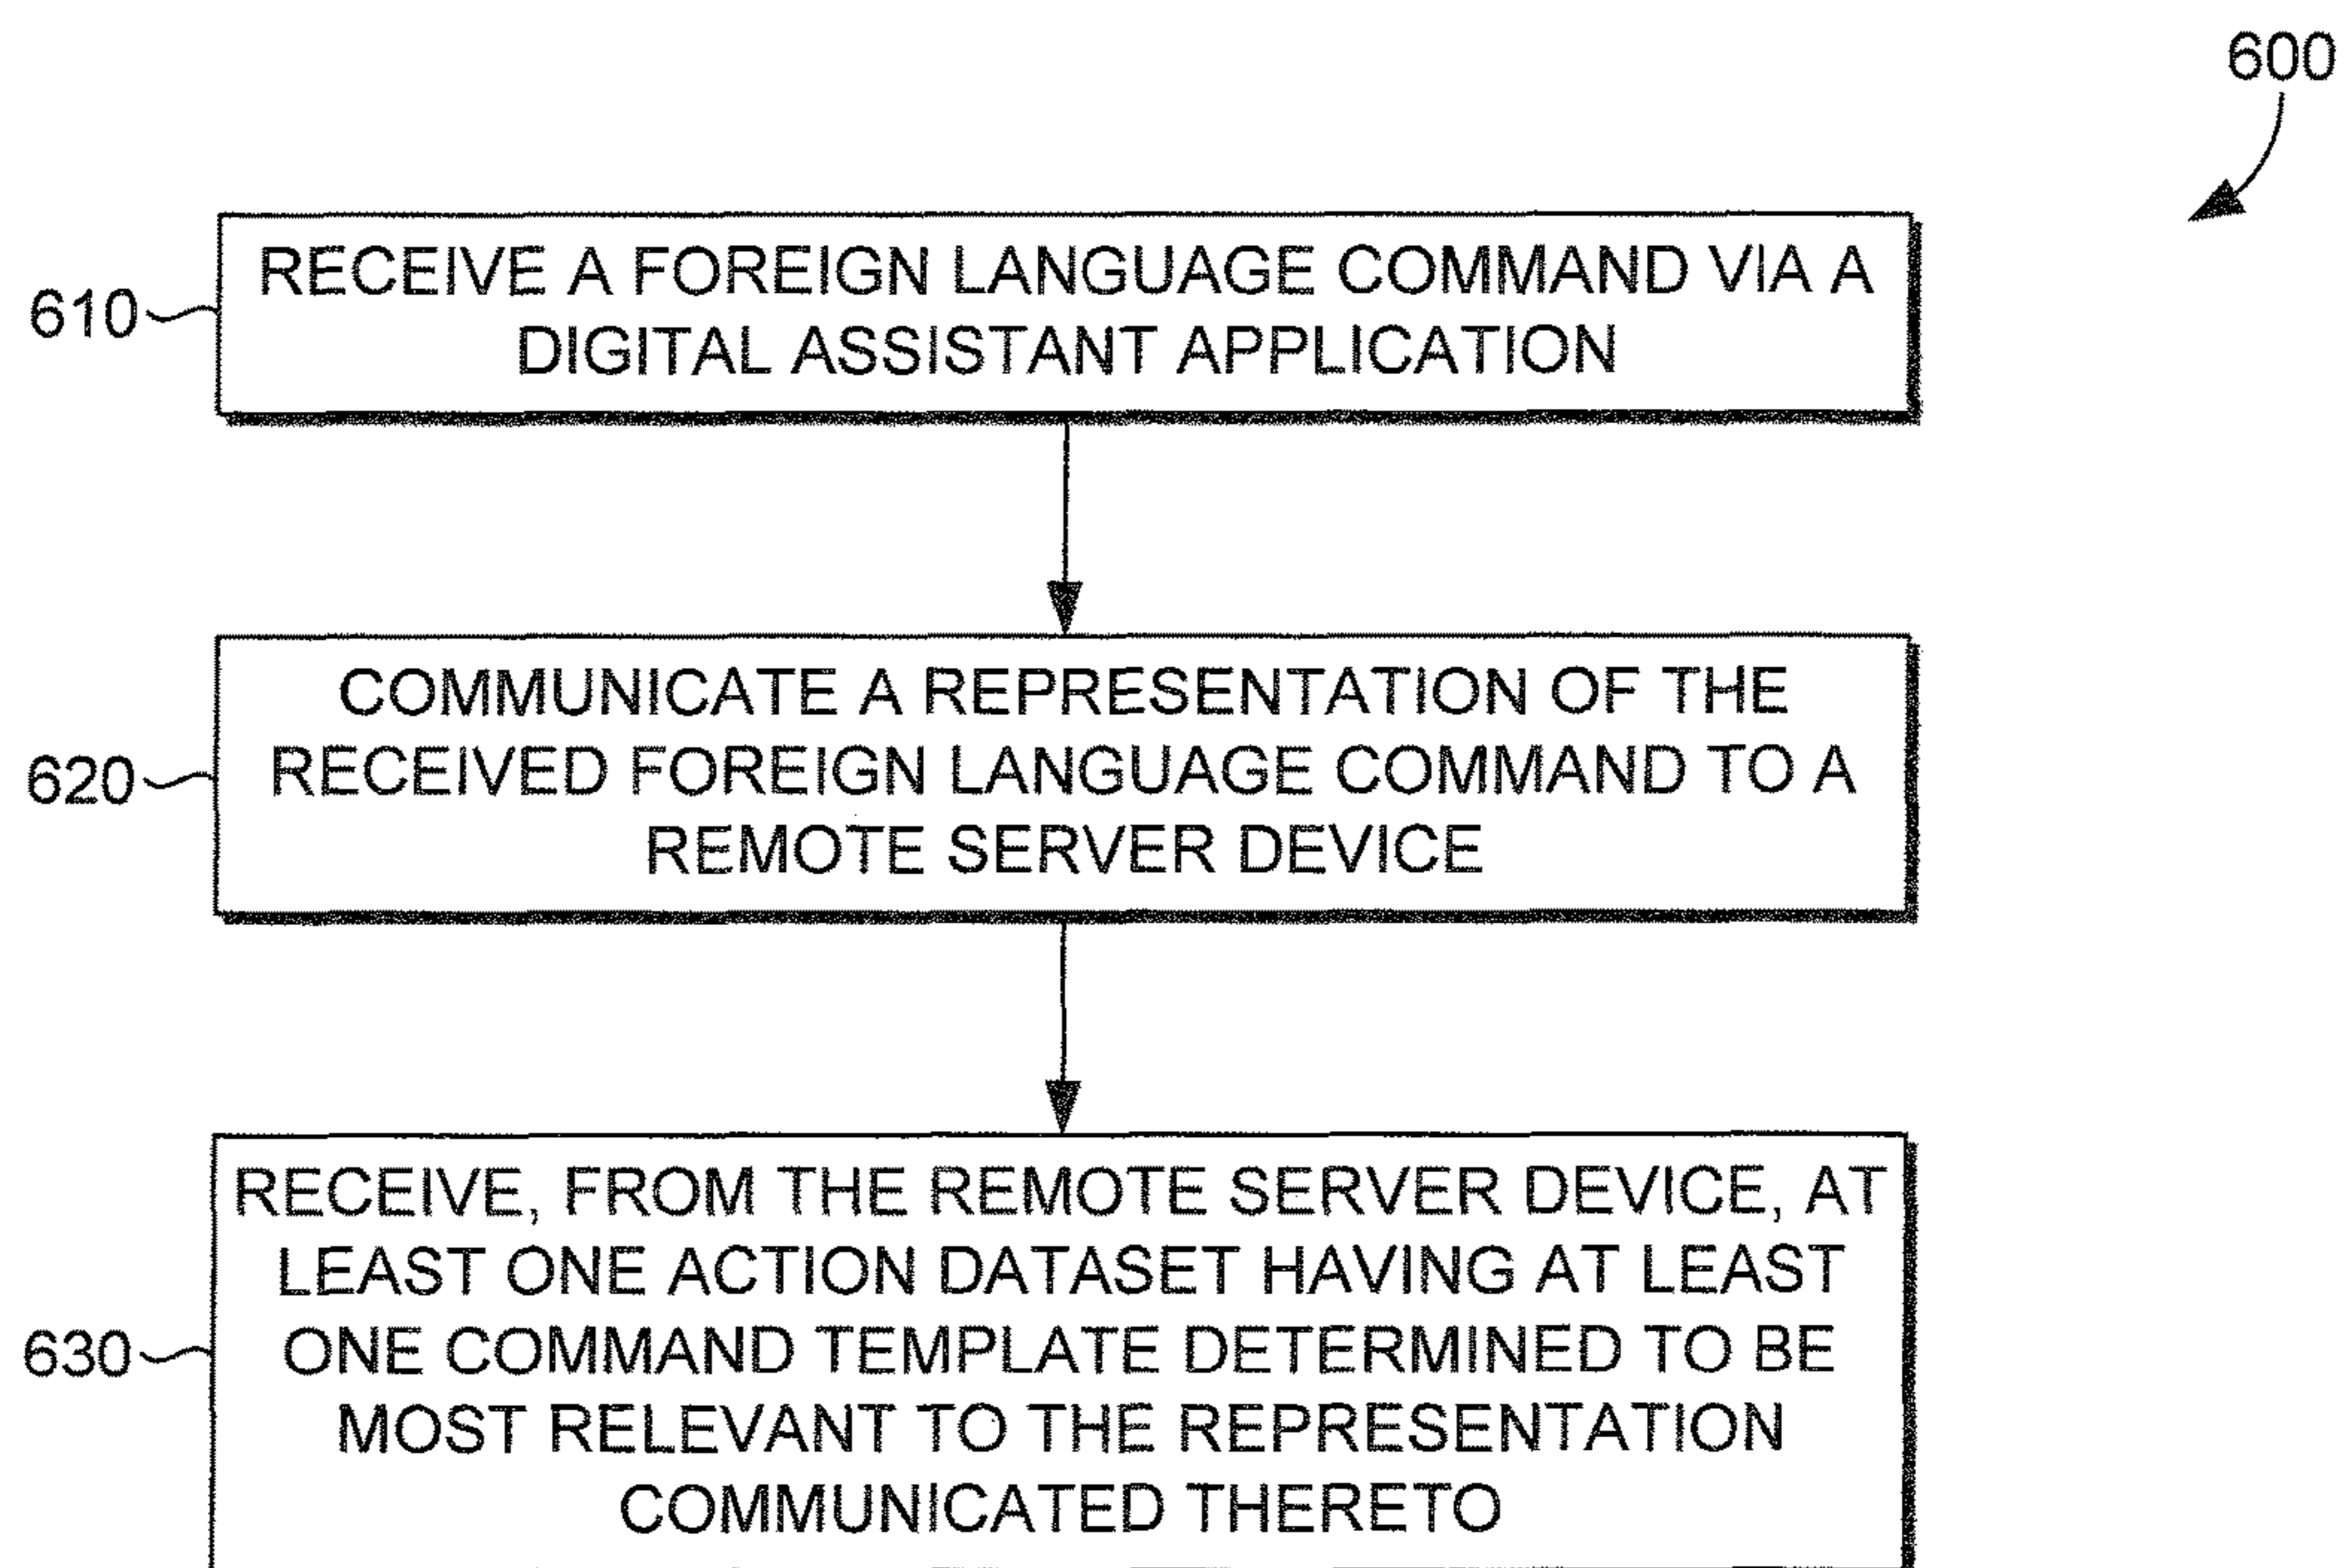 600
610
RECEIVE A FOREIGN LANGUAGE COMMAND VIA A
DIGITAL ASSISTANT APPLICATION
620
COMMUNICATE A REPRESENTATION OF THE
RECEIVED FOREIGN LANGUAGE COMMAND TO A
REMOTE SERVER DEVICE
630
RECEIVE, FROM THE REMOTE SERVER DEVICE, AT
LEAST ONE ACTION DATASET HAVING AT LEAST
ONE COMMAND TEMPLATE DETERMINED TO BE
MOST RELEVANT TO THE REPRESENTATION
COMMUNICATED THERETO